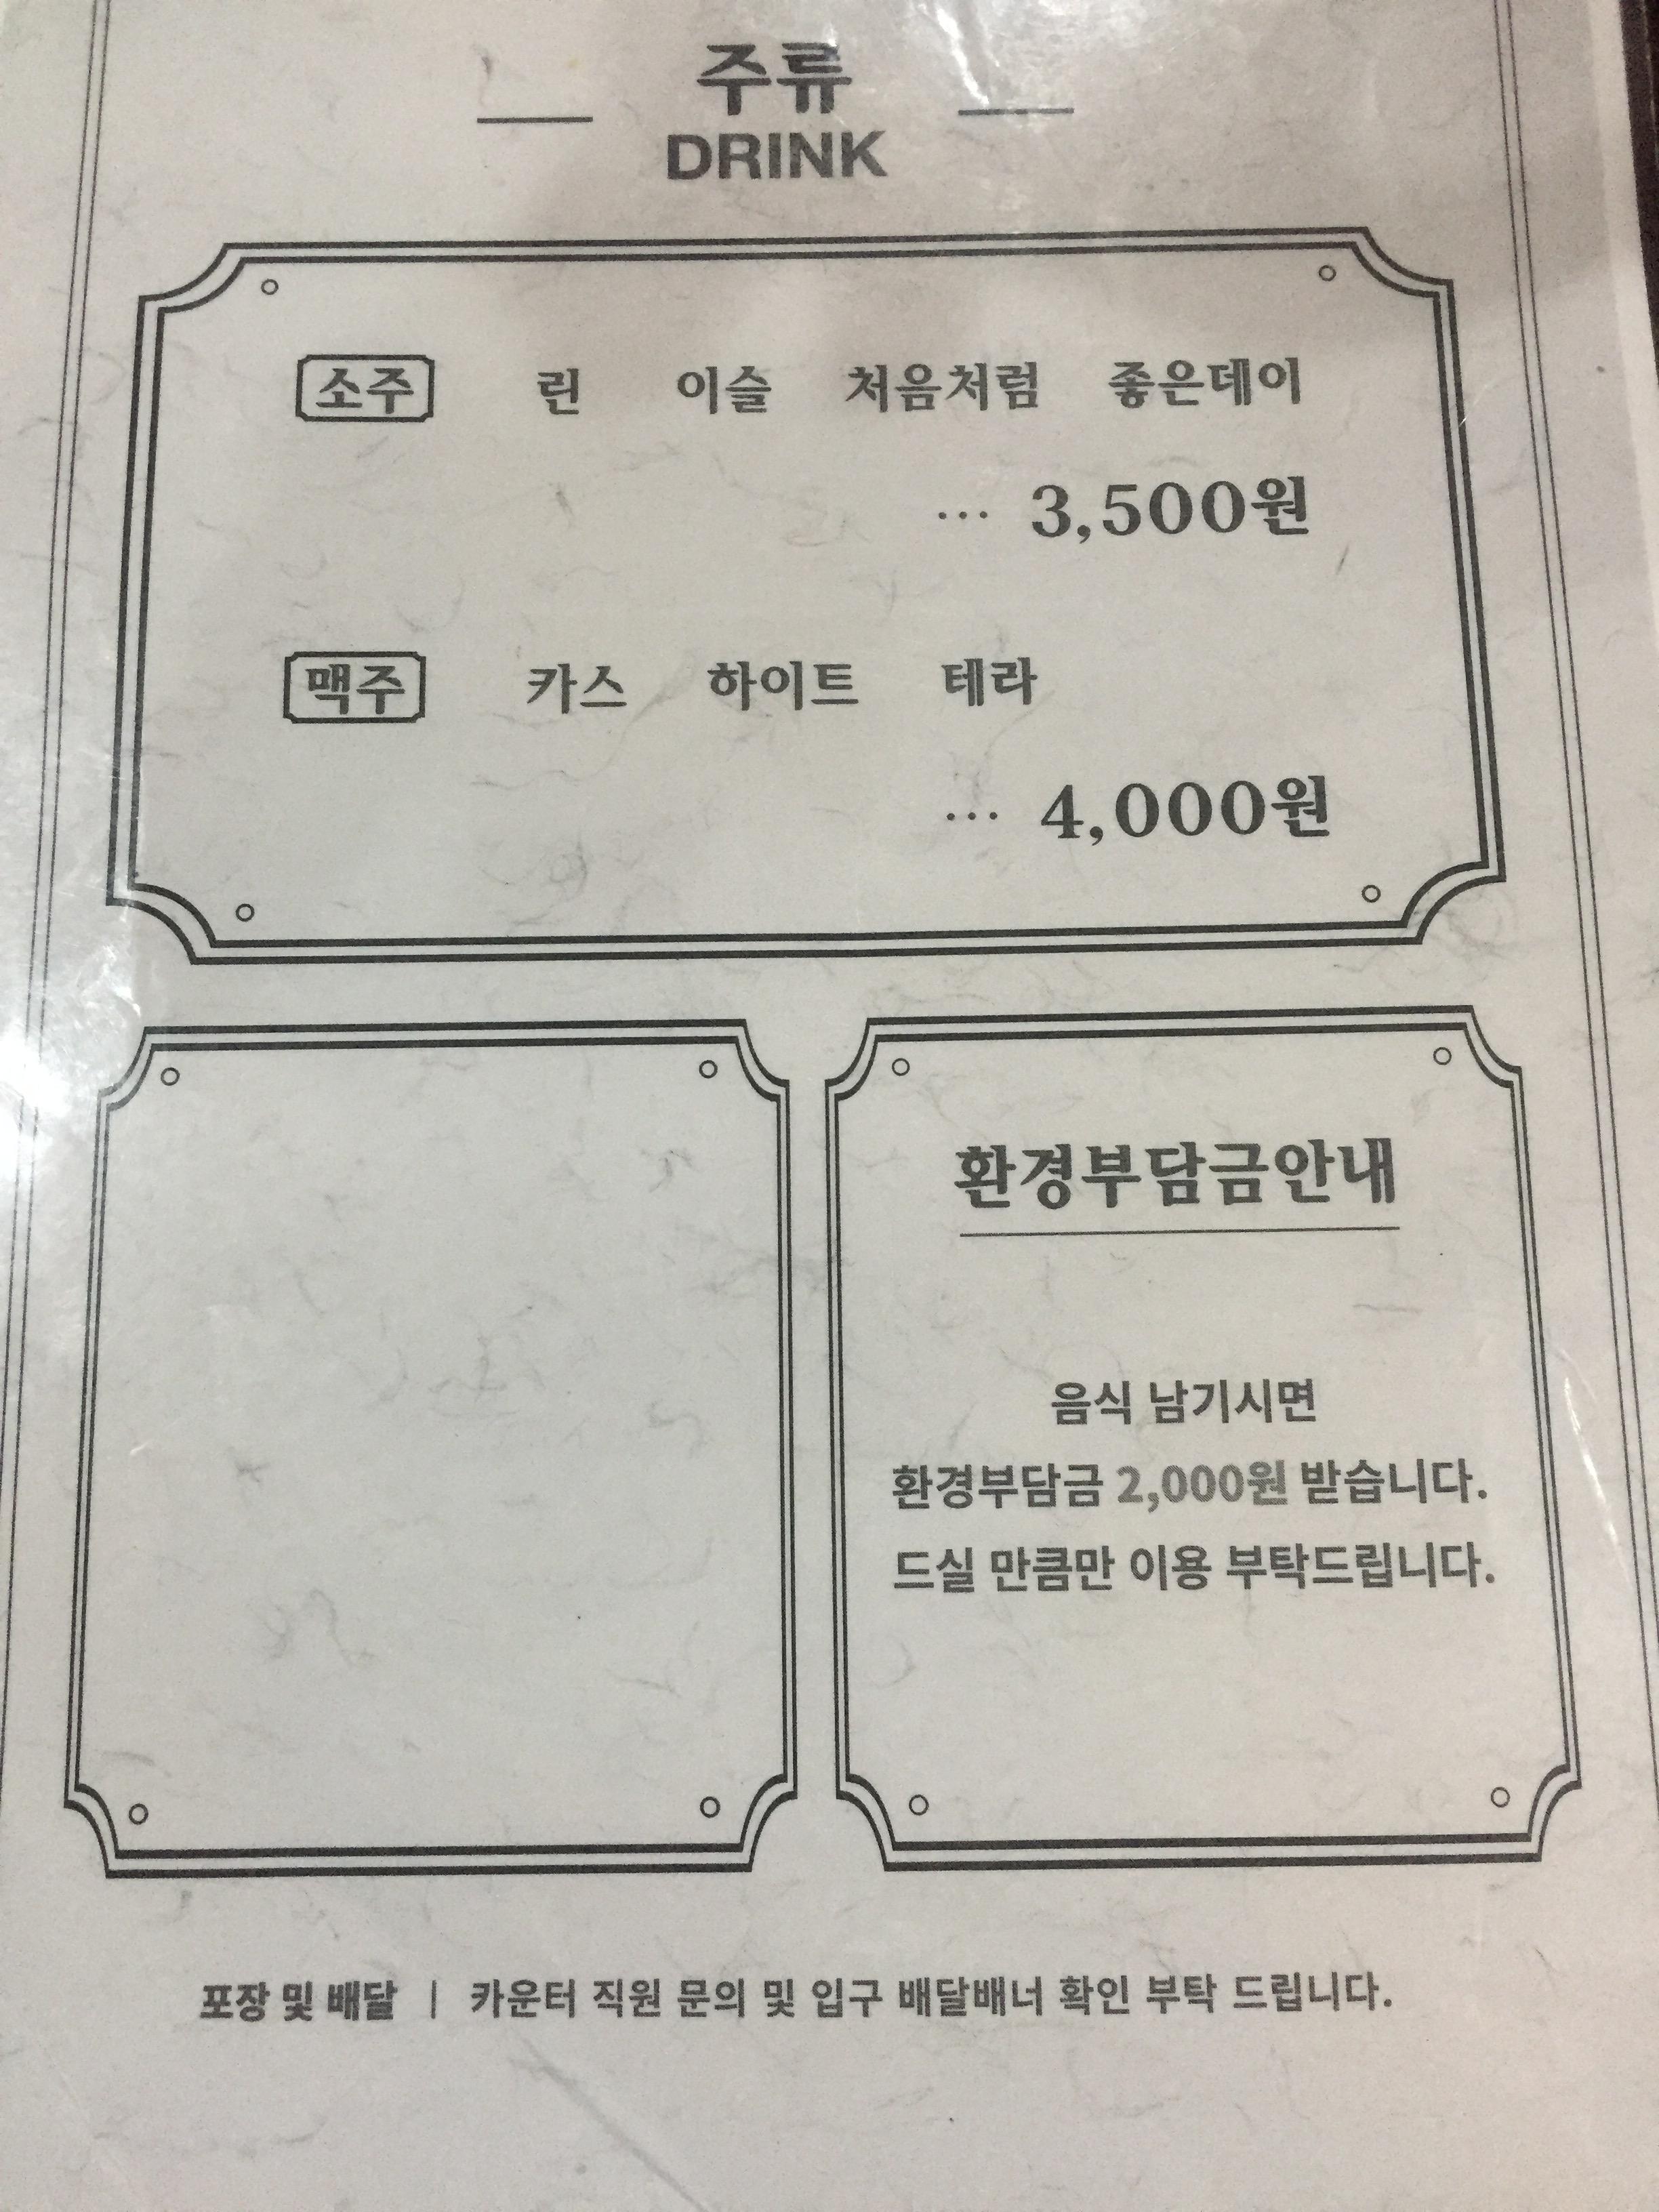 주류
DRINK
소주 린 이슬 처음처럼 좋은데이
... 3,500원
맥주 카스 하이트 테라
... 4,000원
환경부담금안내
음식 남기시면
환경부담금 2,000원 받습니다.
드실 만큼만 이용 부탁드립니다.
포장 및 배달 | 카운터 직원 문의 및 입구 배달배너 확인 부탁 드립니다.